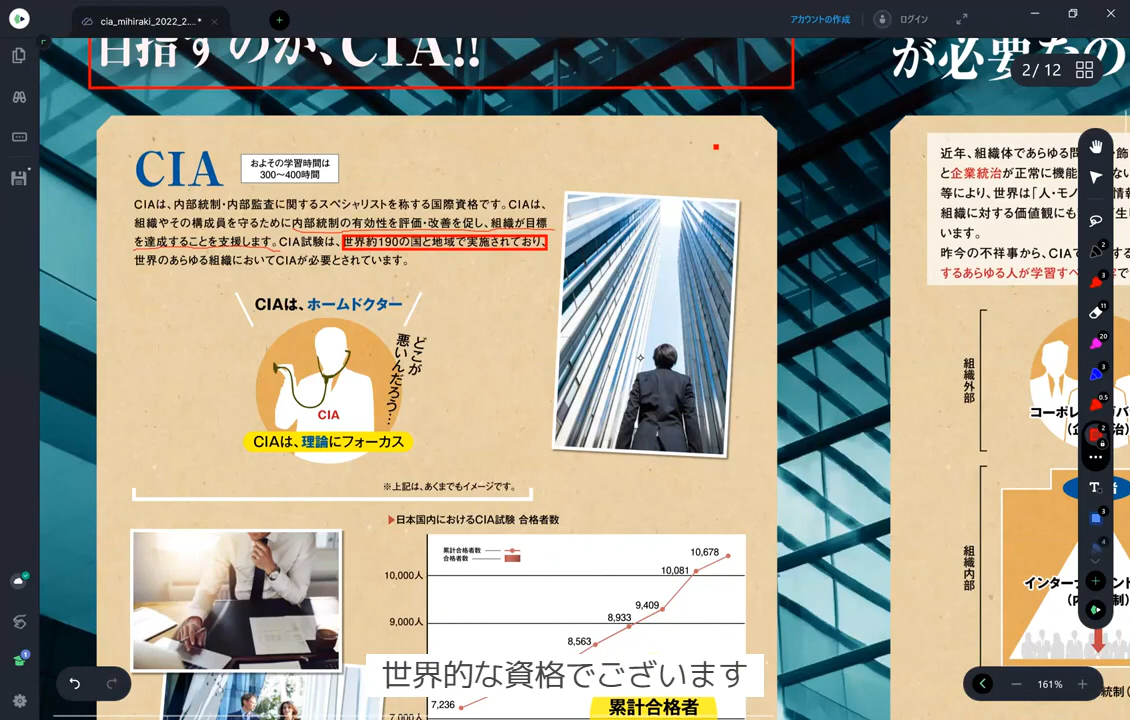 cia_mihiraki_2022_2....*
アカウントの作成
ログイン
目指すのか、CIA!!
が必要なの
2/12
CIA
およその学習時間は
300〜400時間
CIAは、内部統制・内部監査に関するスペシャリストを称する国際資格です。CIAは、
組織やその構成員を守るために内部統制の有効性を評価・改善を促し、組織が目標
を達成することを支援します。CIA試験は、世界約190の国と地域で実施されており、
世界のあらゆる組織においてCIAが必要とされています。
CIAは、ホームドクター
どこが
悪いんだろう…
CIA
CIAは、理論にフォーカス
※上記は、あくまでもイメージです。
▶日本国内におけるCIA試験 合格者数
累計合格者数
合格者数
10,678
10,081
10,000人
9,409
8,933
9,000人
8,563
7,236
7,000人
累計合格者
世界的な資格でございます
近年、組織体であらゆる問
と企業統治が正常に機能
等により、世界は「人・モノ
組織に対する価値観にも
います。
昨今の不祥事から、CIAで
するあらゆる人が学習すべ
組織外部
コーポレ
組織内部
インター
161%